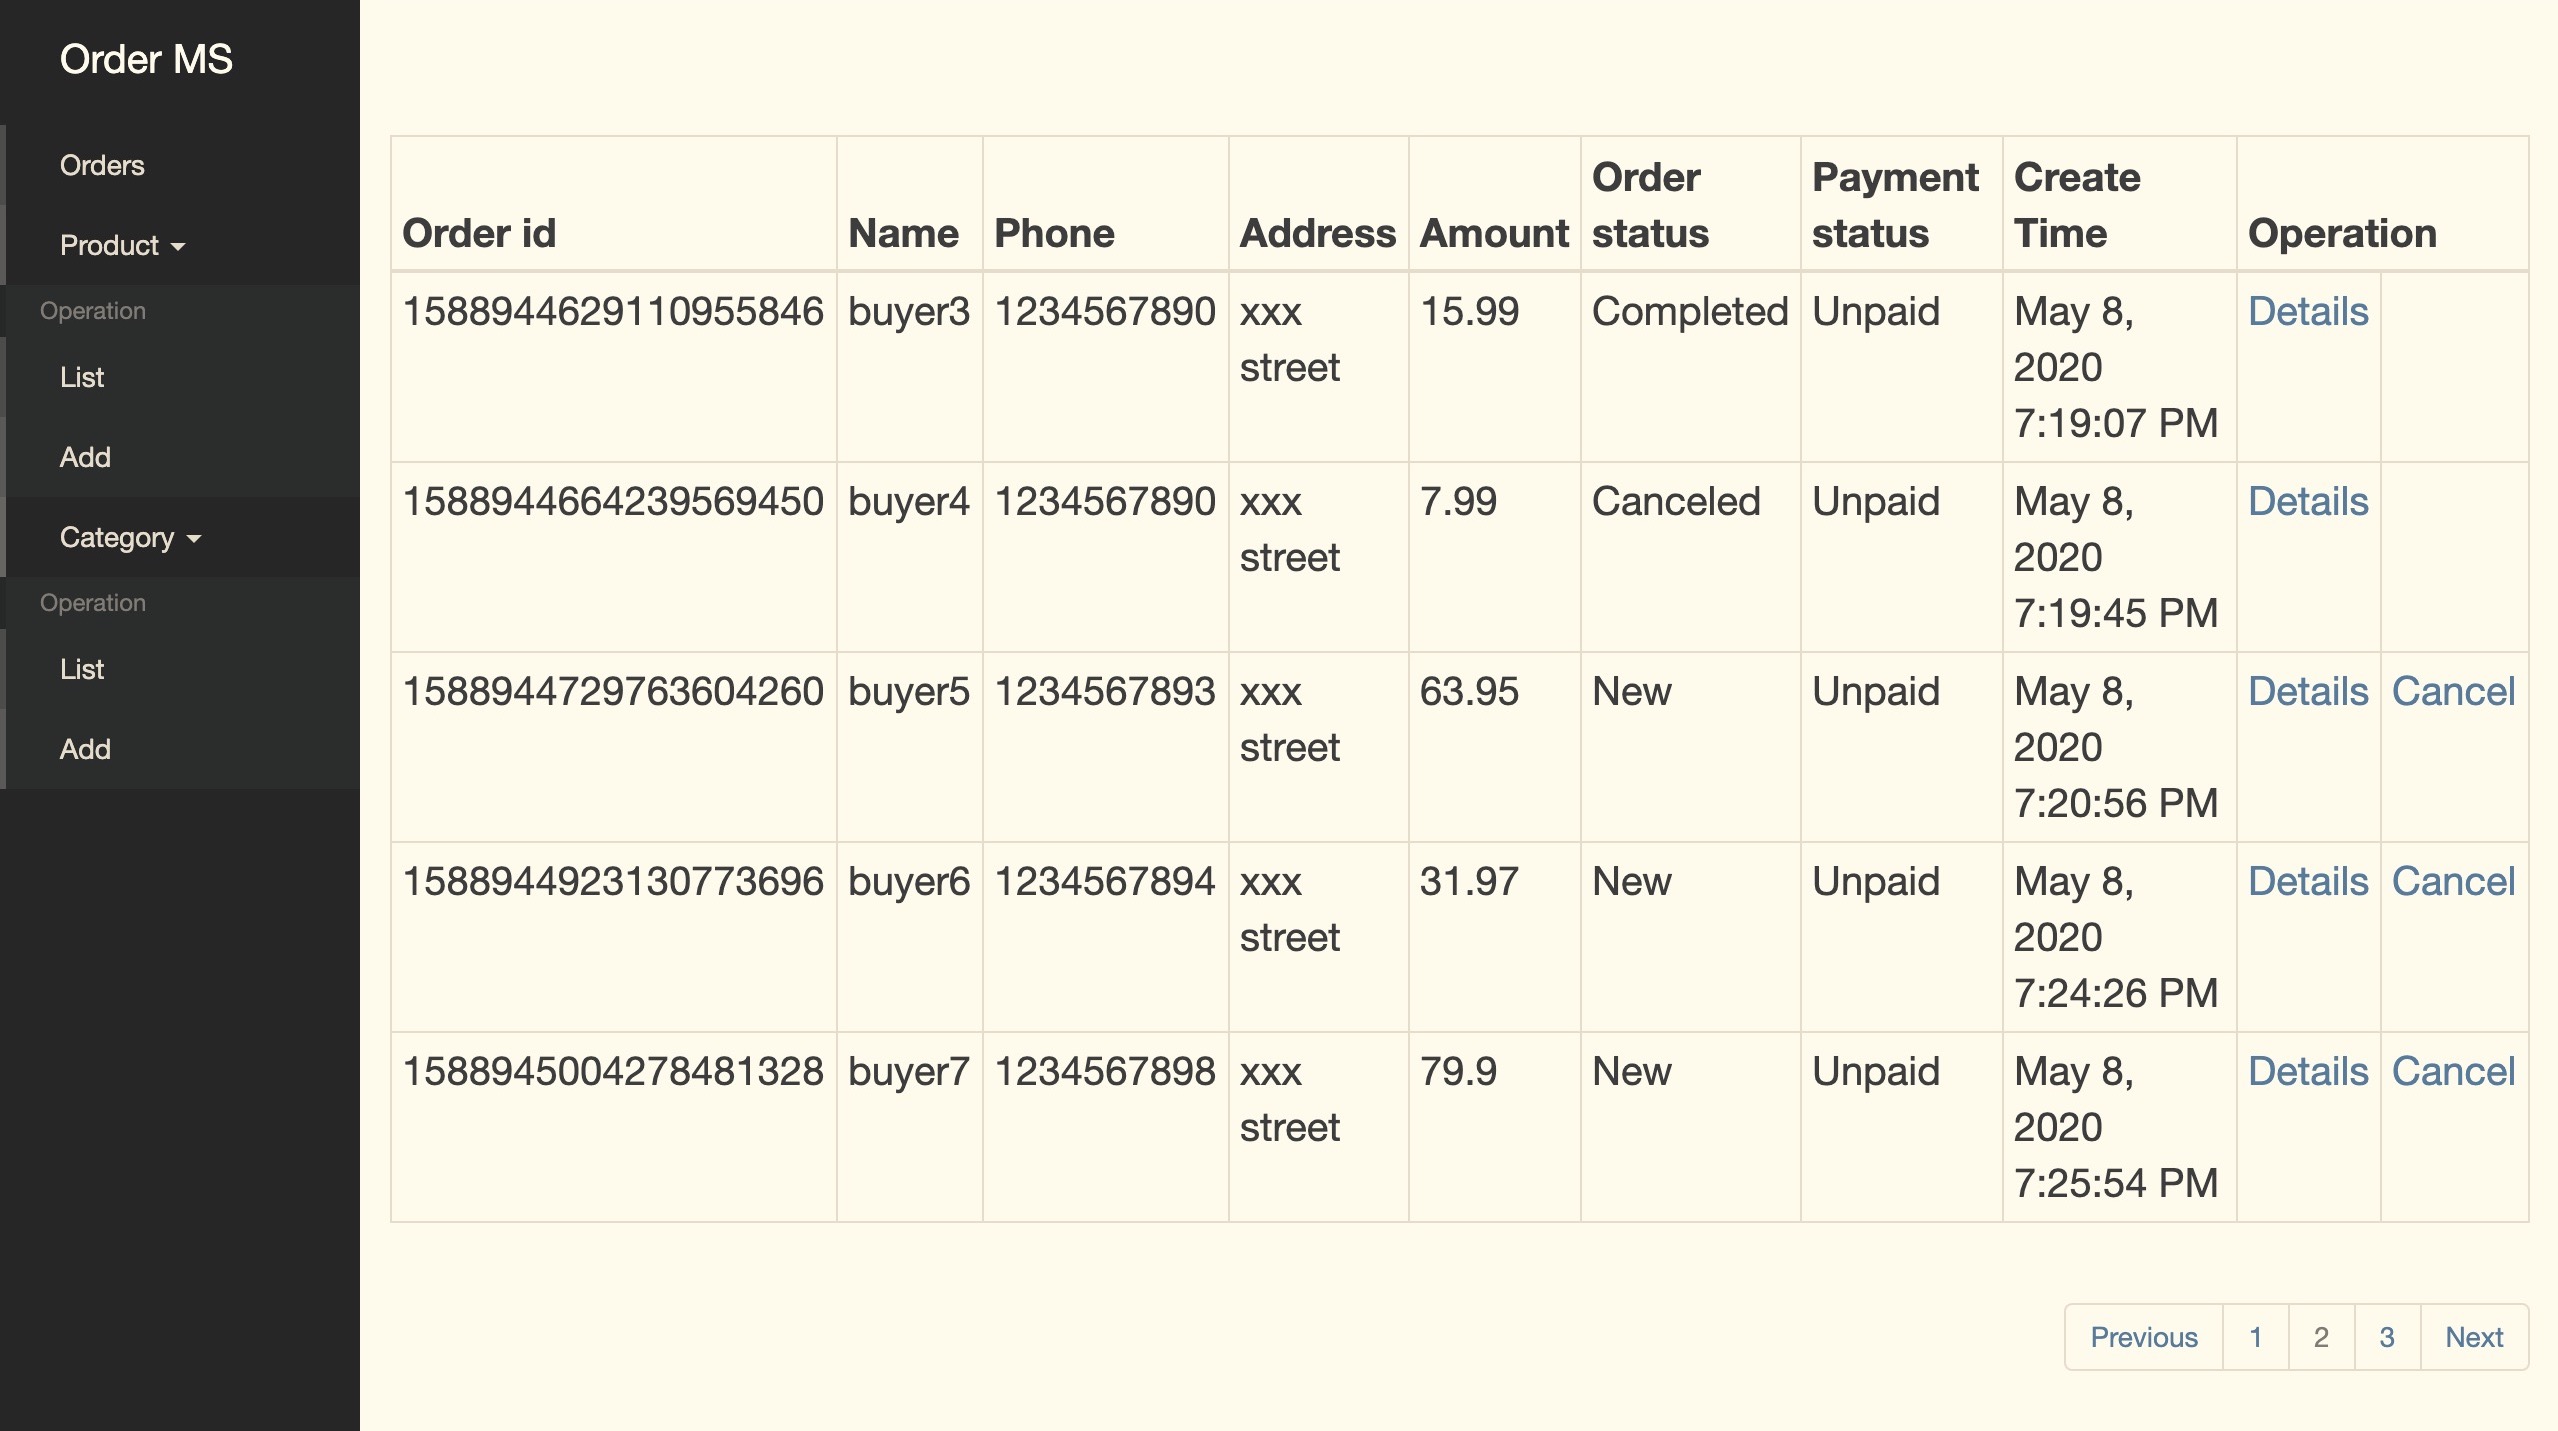 Order MS
Orders
Product
Operation
List
Add
Category
Operation
List
Add
Order id Name Phone Address Amount Order status Payment status Create Time Operation
1588944629110955846 buyer3 1234567890 xxx street 15.99 Completed Unpaid May 8, 2020 7:19:07 PM Details
1588944664239569450 buyer4 1234567890 xxx street 7.99 Canceled Unpaid May 8, 2020 7:19:45 PM Details
1588944729763604260 buyer5 1234567893 xxx street 63.95 New Unpaid May 8, 2020 7:20:56 PM Details Cancel
1588944923130773696 buyer6 1234567894 xxx street 31.97 New Unpaid May 8, 2020 7:24:26 PM Details Cancel
1588945004278481328 buyer7 1234567898 xxx street 79.9 New Unpaid May 8, 2020 7:25:54 PM Details Cancel
Previous 1 2 3 Next